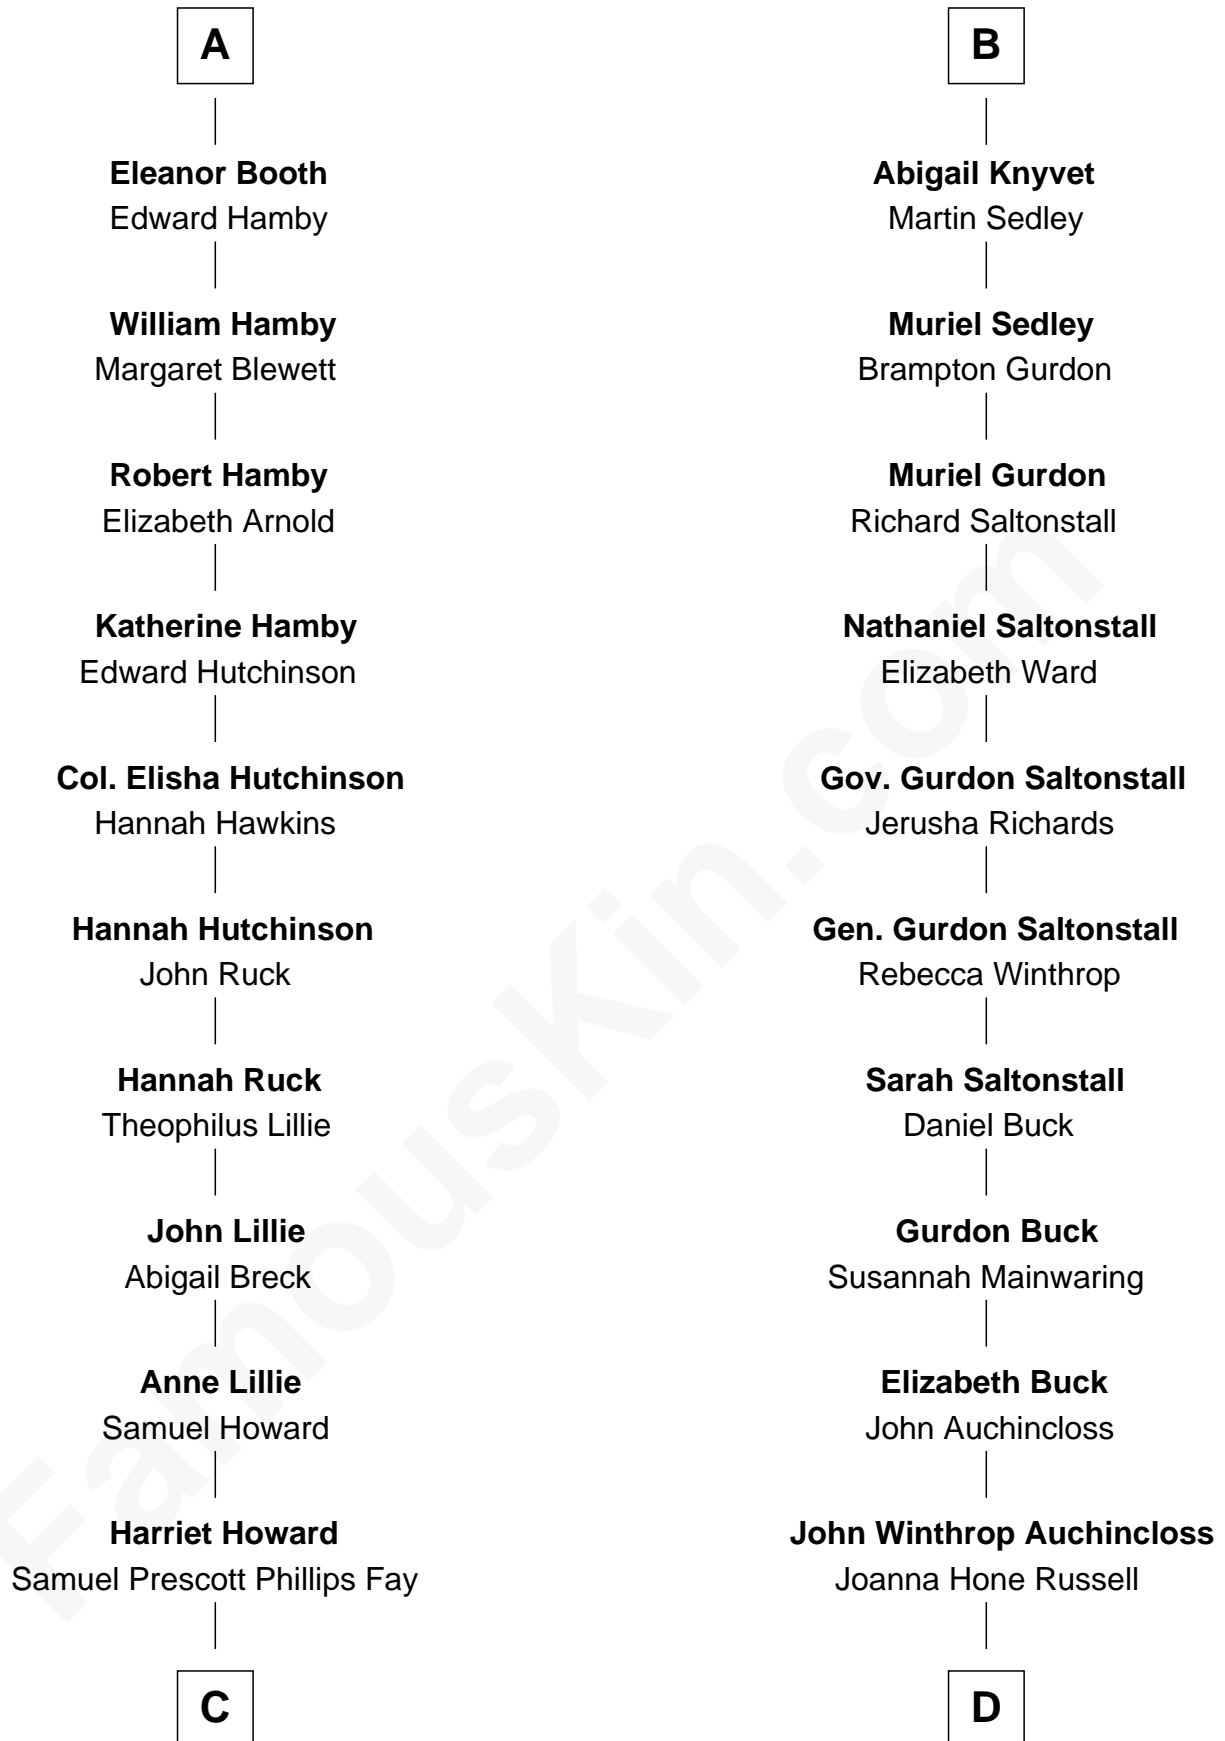 A
Eleanor Booth
Edward Hamby
William Hamby
Margaret Blewett
Robert Hamby
Elizabeth Arnold
Katherine Hamby
Edward Hutchinson
Col. Elisha Hutchinson
Hannah Hawkins
Hannah Hutchinson
John Ruck
Hannah Ruck
Theophilus Lillie
John Lillie
Abigail Breck
Anne Lillie
Samuel Howard
Harriet Howard
Samuel Prescott Phillips Fay
C
B
Abigail Knyvet
Martin Sedley
Muriel Sedley
Brampton Gurdon
Muriel Gurdon
Richard Saltonstall
Nathaniel Saltonstall
Elizabeth Ward
Gov. Gurdon Saltonstall
Jerusha Richards
Gen. Gurdon Saltonstall
Rebecca Winthrop
Sarah Saltonstall
Daniel Buck
Gurdon Buck
Susannah Mainwaring
Elizabeth Buck
John Auchincloss
John Winthrop Auchincloss
Joanna Hone Russell
D
FamousKin.com